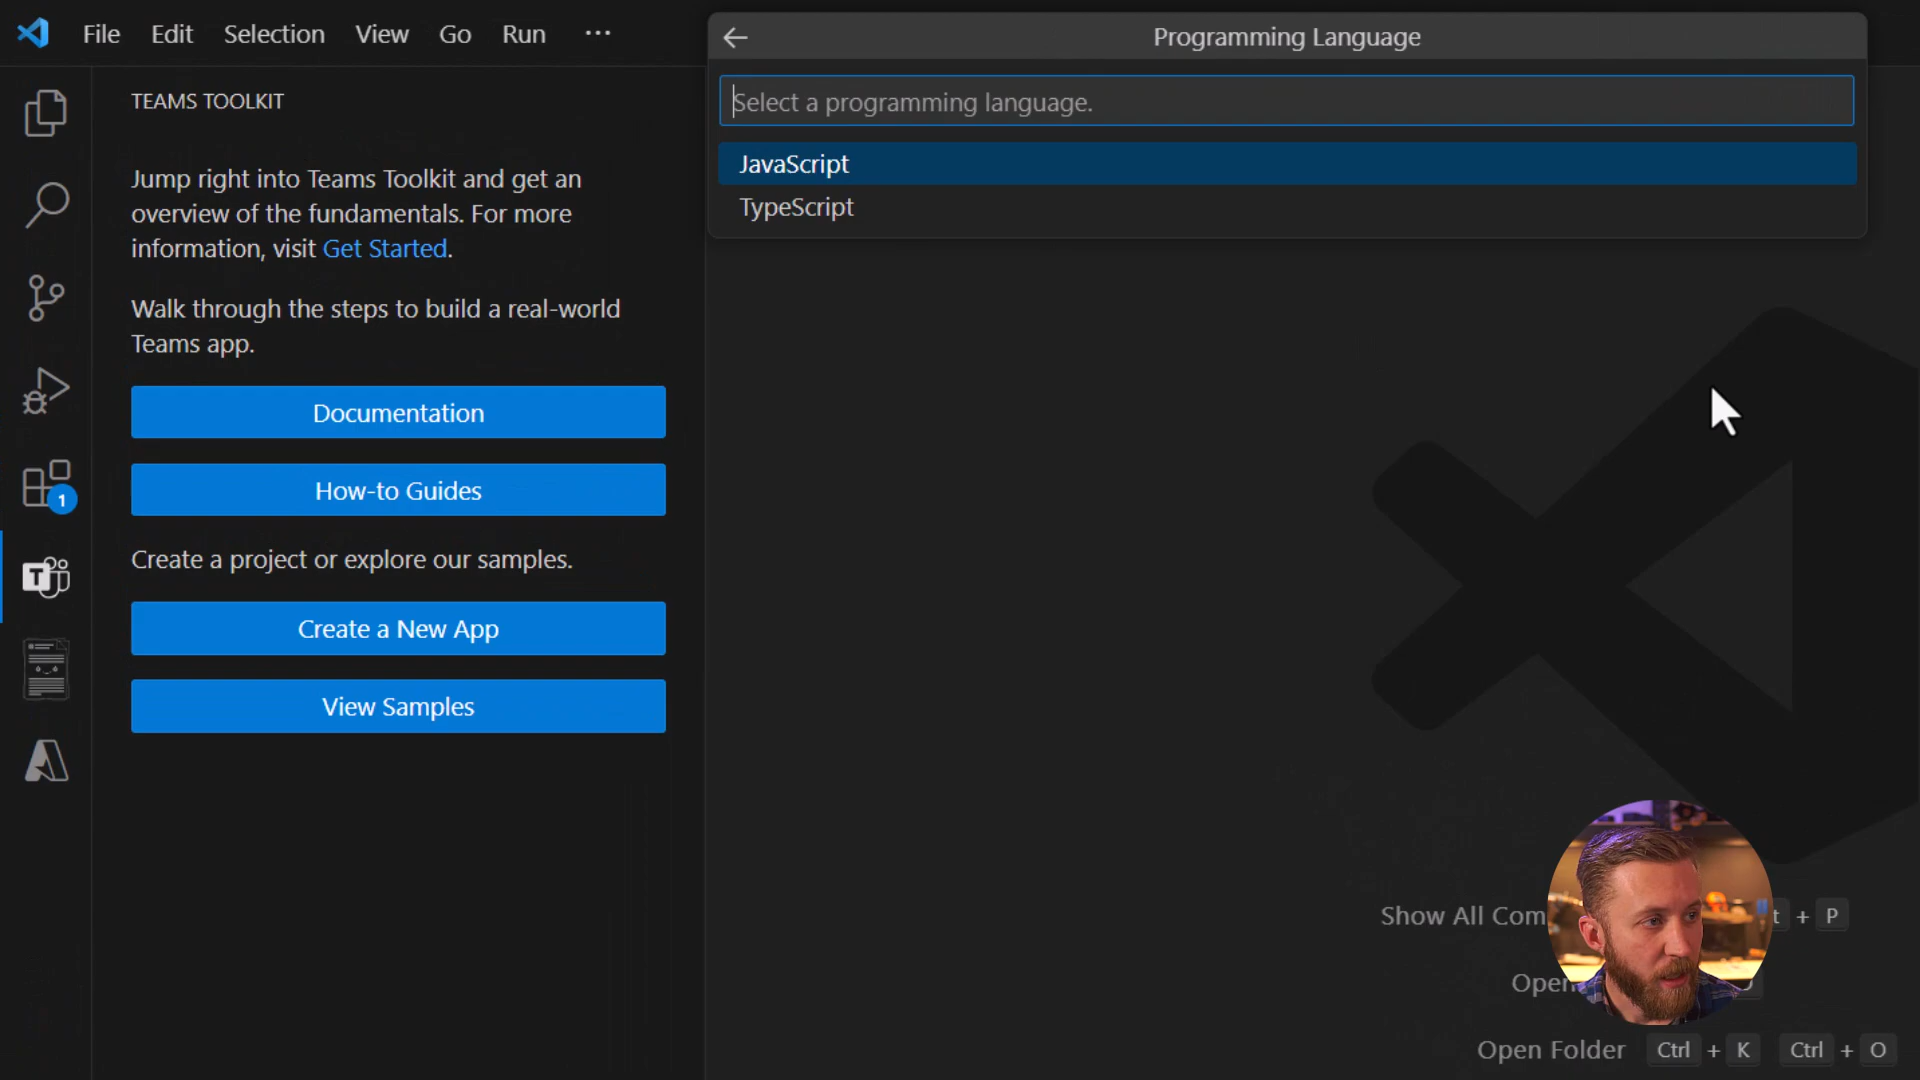 File Edit Selection View Go Run ···
Programming Language
Select a programming language.
JavaScript
TypeScript
TEAMS TOOLKIT
Jump right into Teams Toolkit and get an
overview of the fundamentals. For more
information, visit Get Started.
Walk through the steps to build a real-world
Teams app.
Documentation
How-to Guides
Create a project or explore our samples.
Create a New App
View Samples
1
T
Show All Com t + P
Open
Open Folder Ctrl + K Ctrl + O